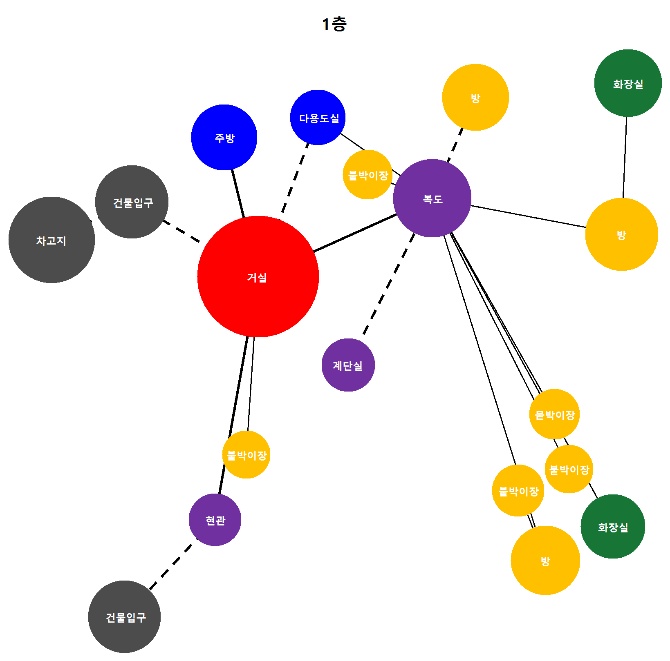 1층
화장실
방
다용도실
주방
붙박이장
복도
건물입구
차고지
방
거실
계단실
붙박이장
붙박이장
붙박이장
붙박이장
현관
화장실
방
건물입구